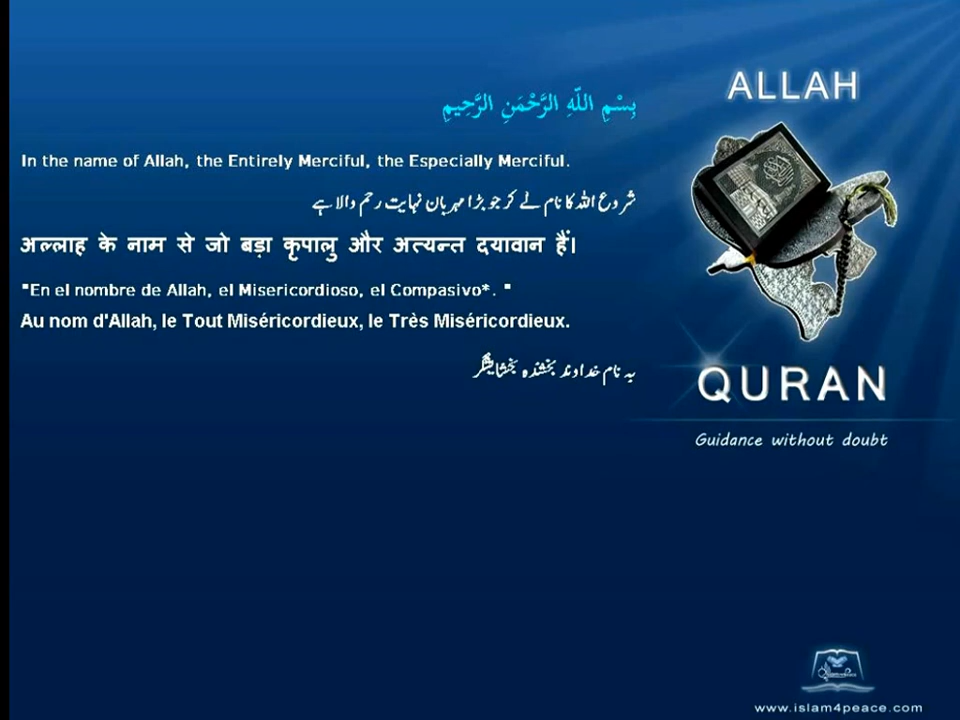 بِسْمِ اللَّهِ الرَّحْمَنِ الرَّحِيمِ
In the name of Allah, the Entirely Merciful, the Especially Merciful.
شروع الله کا نام لے کر جو بڑا مہربان نہایت رحم والا ہے
अल्लाह के नाम से जो बड़ा कृपालु और अत्यन्त दयावान हैं।
"En el nombre de Allah, el Misericordioso, el Compasivo*. "
Au nom d'Allah, le Tout Miséricordieux, le Très Miséricordieux.
به نام خداوند بخشنده بخشایشگر
ALLAH
QURAN
Guidance without doubt
www.islam4peace.com